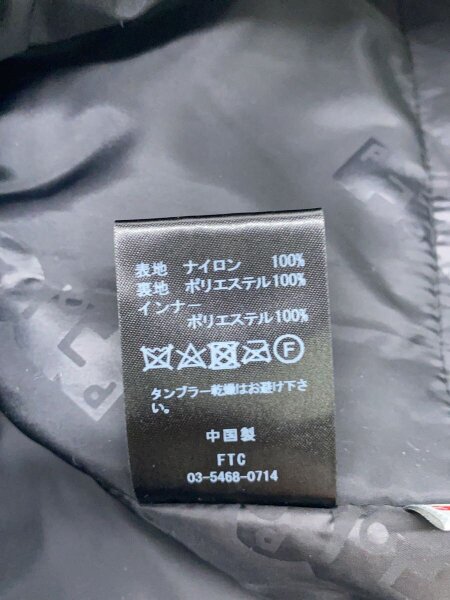 表地 ナイロン 100%
裏地 ポリエステル100%
インナー
ポリエステル100%
F
タンブラー乾燥はお避け下さ
い。
中国製
FTC
03-5468-0714